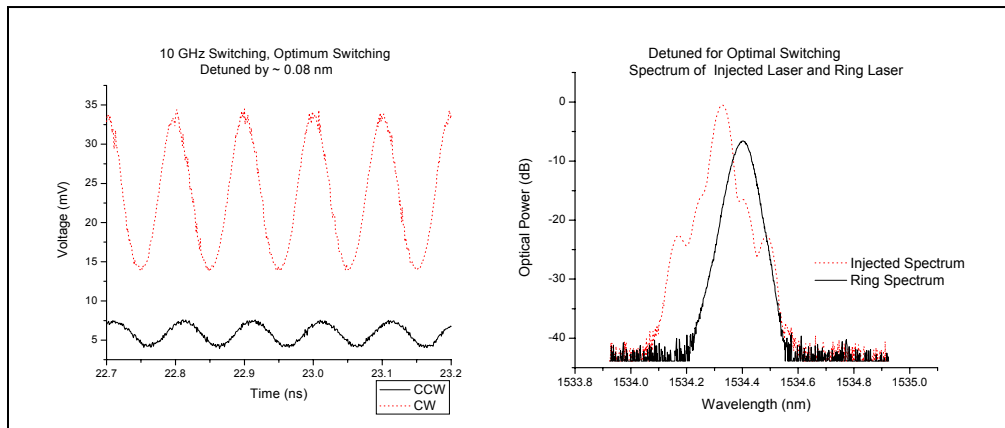 10 GHz Switching, Optimum Switching
Detuned by ~ 0.08 nm
Voltage (mV)
35
30
25
20
15
10
5
22.7
22.8
22.9
23.0
23.1
23.2
Time (ns)
CCW
CW
Detuned for Optimal Switching
Spectrum of Injected Laser and Ring Laser
Optical Power (dB)
0
-10
-20
-30
-40
Injected Spectrum
Ring Spectrum
1533.8
1534.0
1534.2
1534.4
1534.6
1534.8
1535.0
Wavelength (nm)